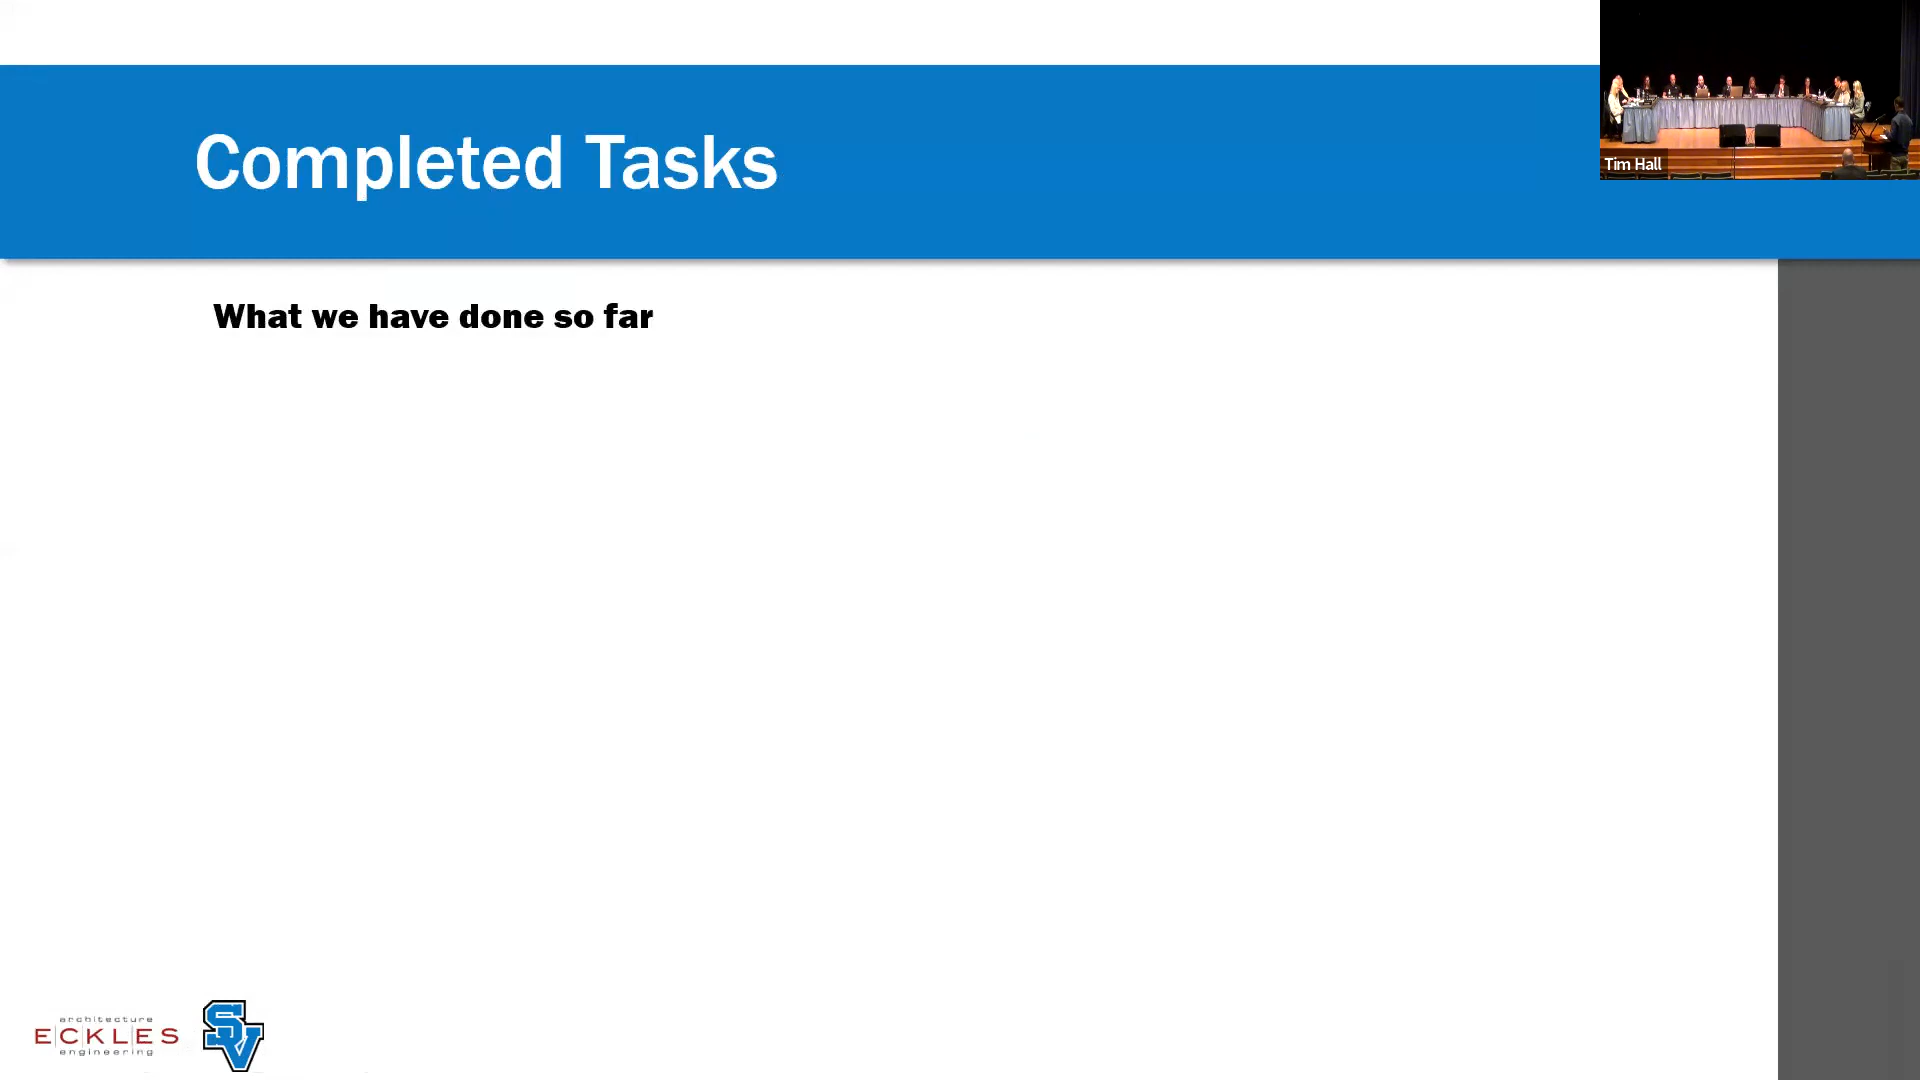 Completed Tasks
Tim Hall
What we have done so far
architecture
ECKLES
engineering
SV